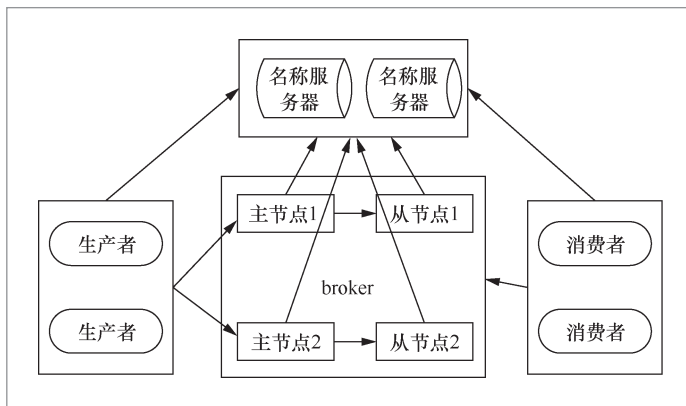 名称服
务器
名称服
务器
主节点1
从节点1
生产者
消费者
broker
生产者
主节点2
从节点2
消费者